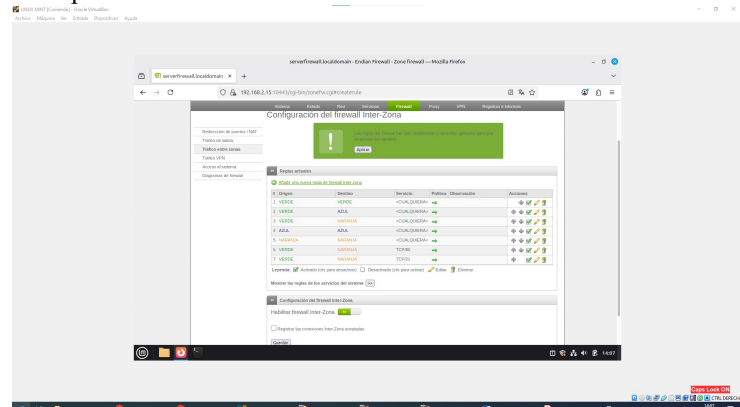 LINUX MINT [Corriendo] - Oracle VirtualBox
Archivo Máquina Ver Entrada Dispositivos Ayuda
serverfirewall.localdomain - Endian Firewall - Zone firewall — Mozilla Firefox
serverfirewall.localdomain
192.168.2.15:10443/cgi-bin/zonefw.cgi#createrule
Sistema Estado Red Servicios Firewall Proxy VPN Registros e informes
Configuración del firewall Inter-Zona
Redirección de puertos / NAT
Tráfico de salida
Tráfico entre zonas
Tráfico VPN
Acceso al sistema
Diagramas de firewall
Aplicar
Reglas actuales
Añadir una nueva regla de firewall Inter-zona
# Origen Destino Servicio Política Observación Acciones
1 VERDE VERDE <CUALQUIERA>
2 VERDE AZUL <CUALQUIERA>
3 VERDE NARANJA <CUALQUIERA>
4 AZUL AZUL <CUALQUIERA>
5 NARANJA NARANJA <CUALQUIERA>
6 VERDE NARANJA TCP/80
7 VERDE NARANJA TCP/21
Leyenda: Activado (clic para desactivar) Desactivado (clic para activar) Editar Eliminar
Mostrar las reglas de los servicios del sistema >>
Configuración del firewall Inter-Zona
Habilitar firewall Inter-Zona
Registrar las conexiones Inter-Zona aceptadas
Guardar
14:07
Caps Lock ON
CTRL DERECH